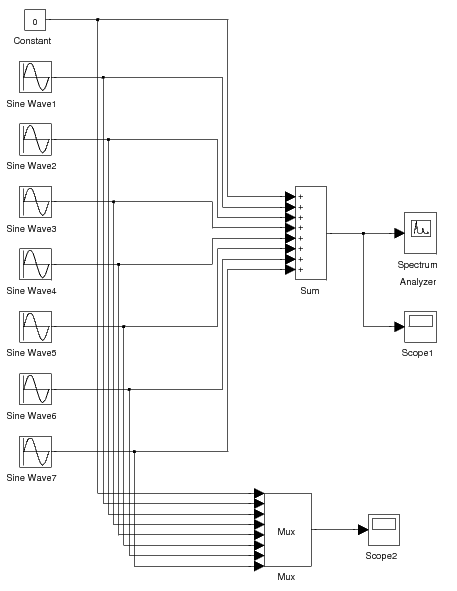 0
Constant
Sine Wave1
Sine Wave2
Sine Wave3
Sine Wave4
Sine Wave5
Sine Wave6
Sine Wave7
+
+
+
+
+
+
+
+
Sum
Spectrum
Analyzer
Scope1
Mux
Mux
Scope2